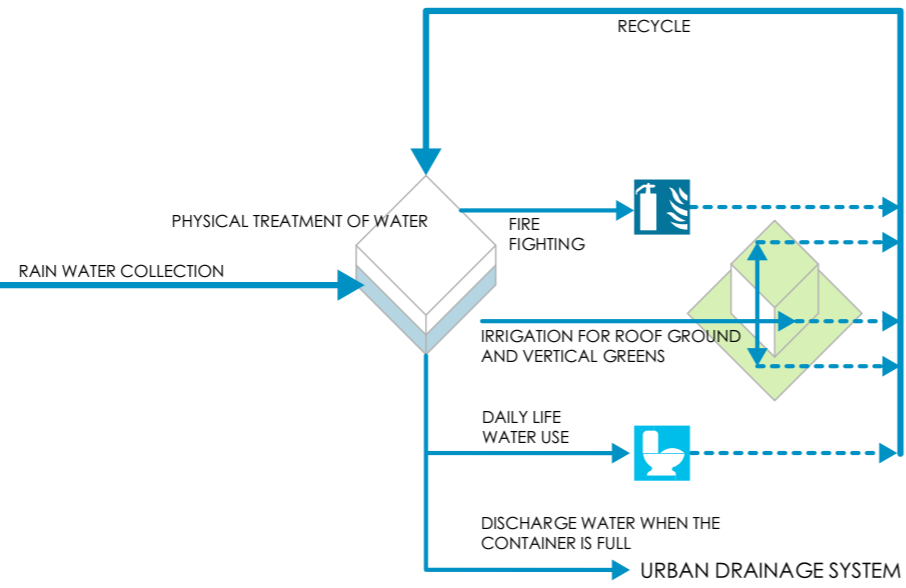 RECYCLE
PHYSICAL TREATMENT OF WATER
FIRE
FIGHTING
RAIN WATER COLLECTION
IRRIGATION FOR ROOF GROUND
AND VERTICAL GREENS
DAILY LIFE
WATER USE
DISCHARGE WATER WHEN THE
CONTAINER IS FULL
URBAN DRAINAGE SYSTEM